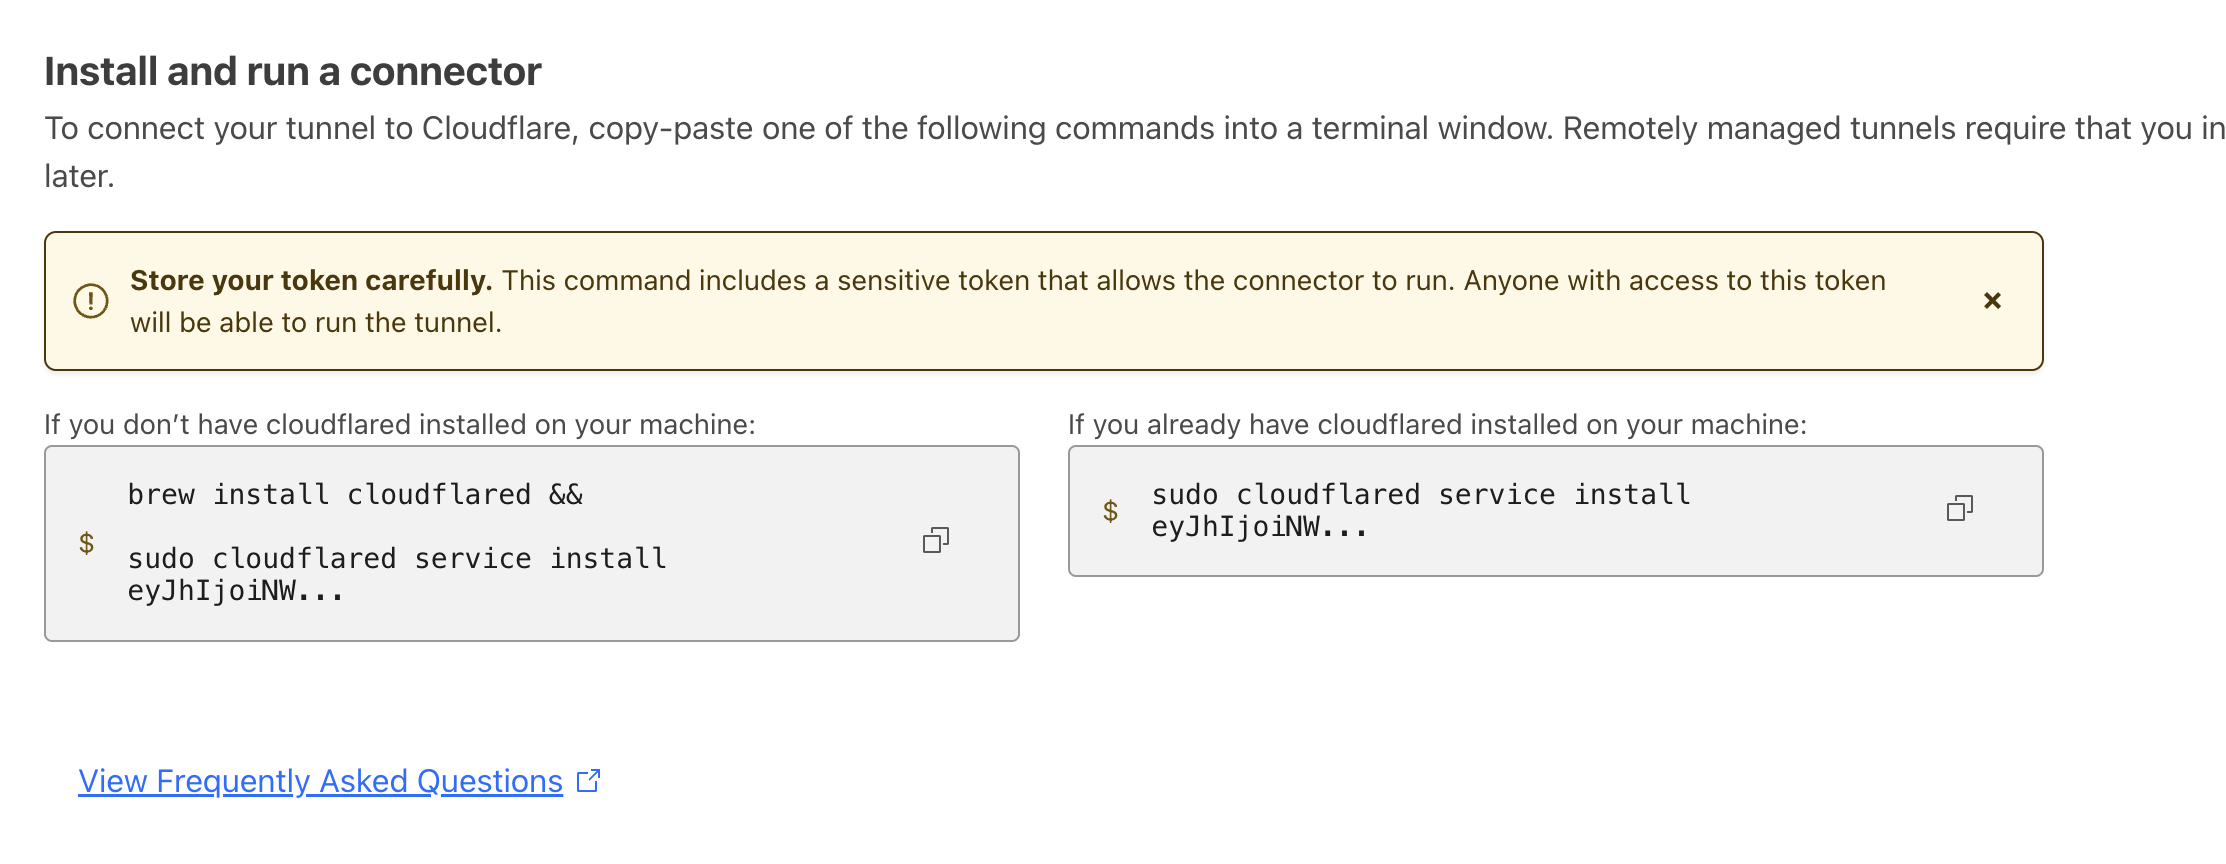 Install and run a connector
To connect your tunnel to Cloudflare, copy-paste one of the following commands into a terminal window. Remotely managed tunnels require that you in
later.
Store your token carefully. This command includes a sensitive token that allows the connector to run. Anyone with access to this token
will be able to run the tunnel.
If you don’t have cloudflared installed on your machine:
$ brew install cloudflared &&
sudo cloudflared service install
eyJhIjoiNW...
If you already have cloudflared installed on your machine:
$ sudo cloudflared service install
eyJhIjoiNW...
View Frequently Asked Questions